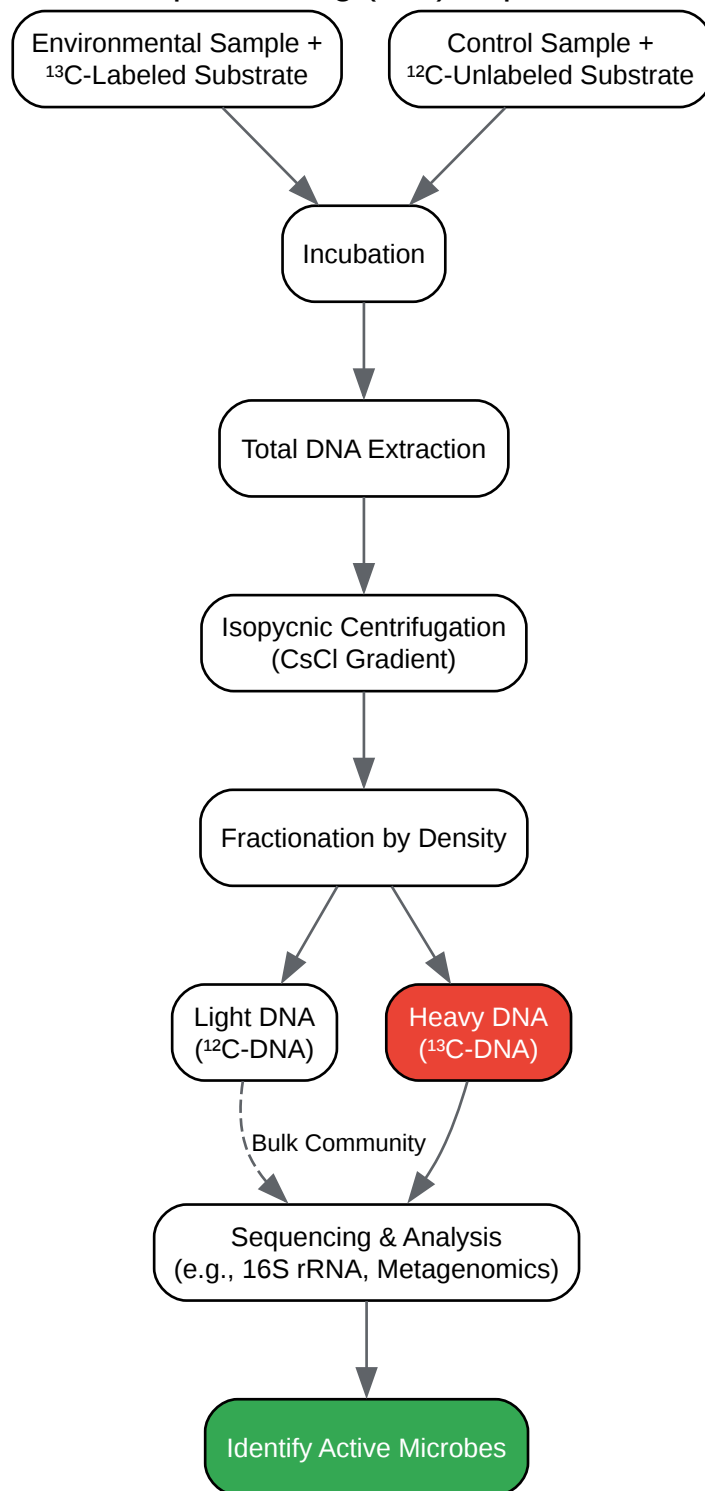 Environmental Sample +
¹³C-Labeled Substrate
Control Sample +
¹²C-Unlabeled Substrate
Incubation
Total DNA Extraction
Isopycnic Centrifugation
(CsCl Gradient)
Fractionation by Density
Light DNA
(¹²C-DNA)
Heavy DNA
(¹³C-DNA)
Bulk Community
Sequencing & Analysis
(e.g., 16S rRNA, Metagenomics)
Identify Active Microbes